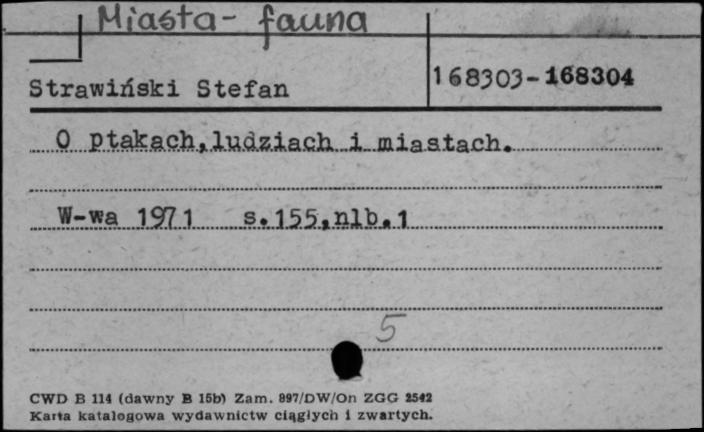 Miasta- fauna
Strawiński Stefan
168303-168304
O ptakach,ludziach i miastach.
W-wa 1971 s.155,nlb.1
5
CWD B 114 (dawny B 15b) Zam. 897/DW/On ZGG 2542
Karta katalogowa wydawnictw ciągłych i zwartych.